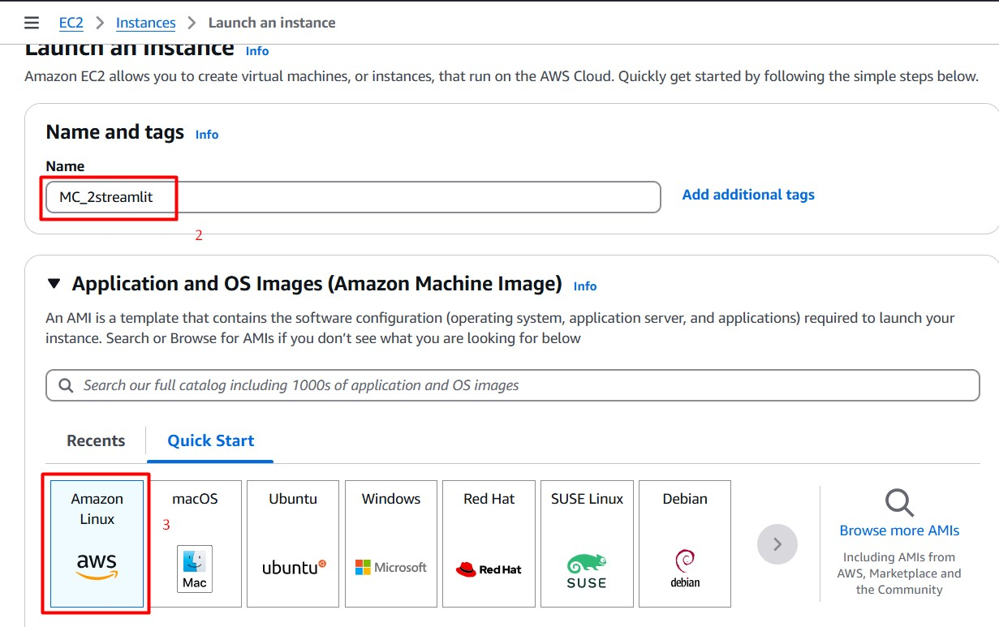 EC2 > Instances > Launch an instance
Launch an instance Info
Amazon EC2 allows you to create virtual machines, or instances, that run on the AWS Cloud. Quickly get started by following the simple steps below.
Name and tags Info
Name
MC_2streamlit
Add additional tags
2
Application and OS Images (Amazon Machine Image) Info
An AMI is a template that contains the software configuration (operating system, application server, and applications) required to launch your
instance. Search or Browse for AMIs if you don’t see what you are looking for below
Search our full catalog including 1000s of application and OS images
Recents
Quick Start
Amazon
Linux
aws
macOS
3
Mac
Ubuntu
ubuntu
Windows
Microsoft
Red Hat
Red Hat
SUSE Linux
SUSE
Debian
debian
Browse more AMIs
Including AMIs from
AWS, Marketplace and
the Community